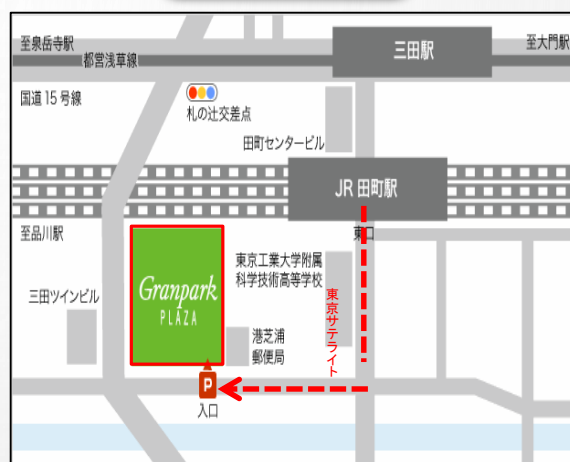 至泉岳寺駅
都営浅草線
三田駅
至大門駅
国道15号線
札の辻交差点
田町センタービル
JR 田町駅
至品川駅
東口
東京工業大学附属
科学技術高等学校
東京サテライト
Granpark
PLAZA
三田ツインビル
港芝浦
郵便局
P
入口